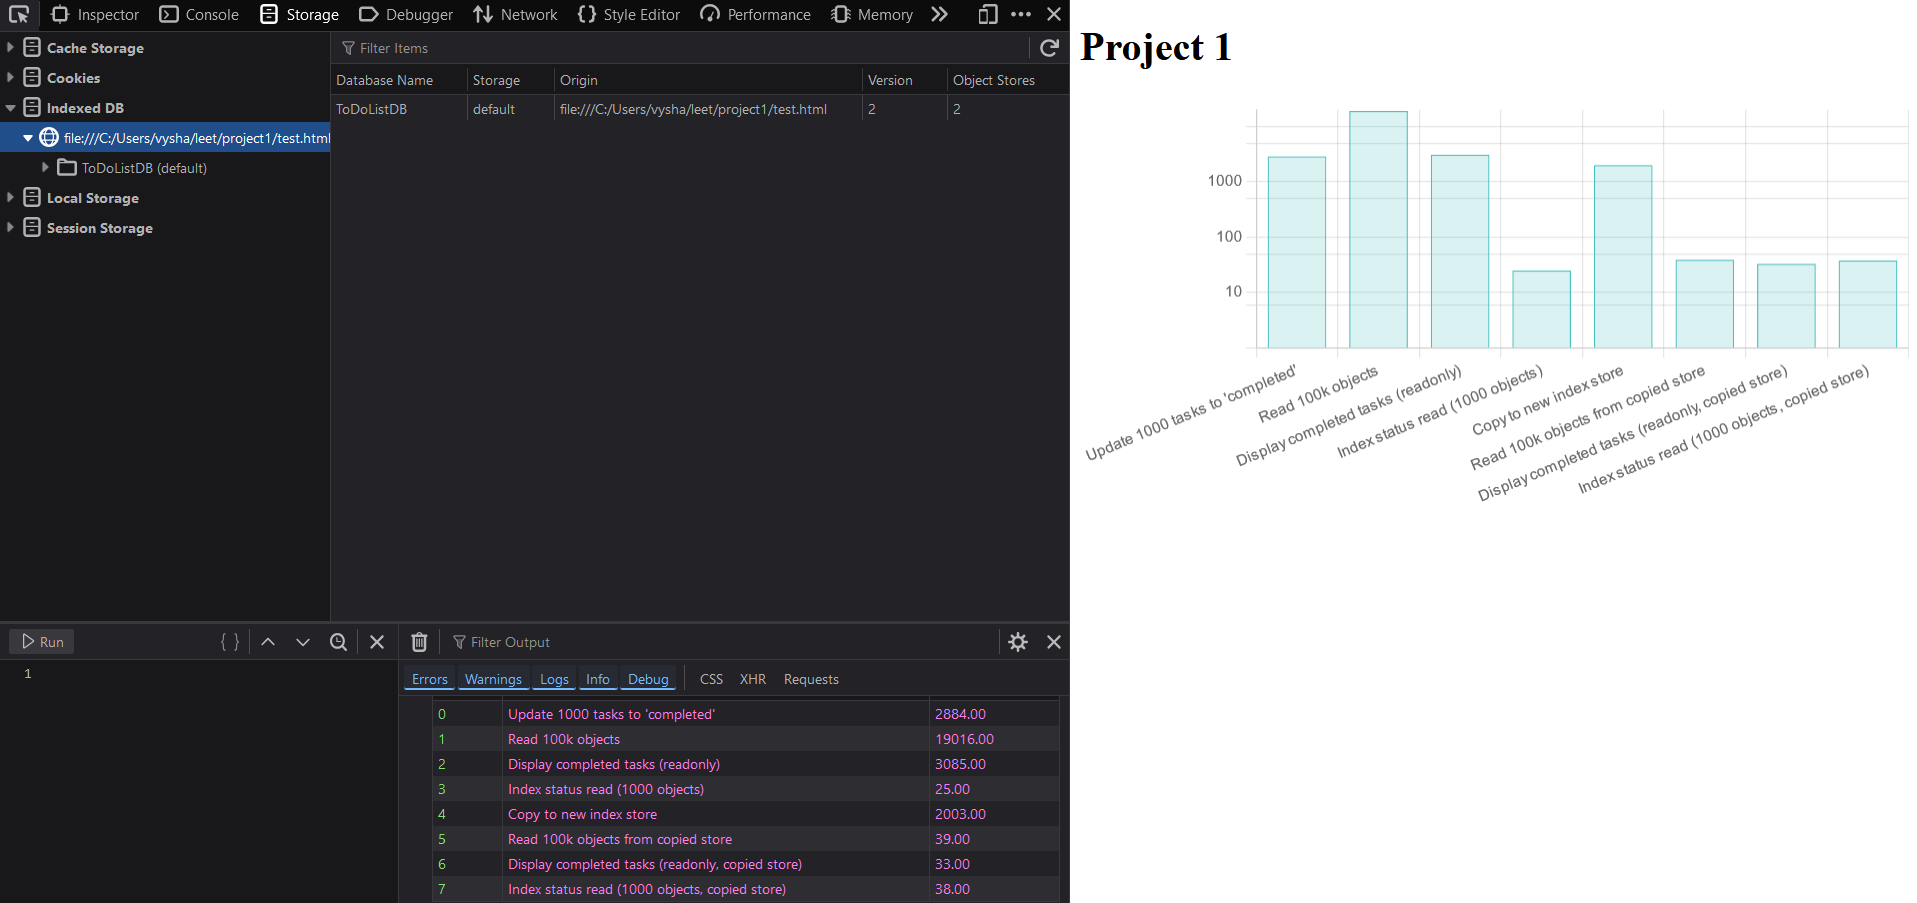 Inspector Console Storage Debugger Network Style Editor Performance Memory
Cache Storage
Cookies
Indexed DB
file:///C:/Users/vysha/leet/project1/test.html
ToDoListDB (default)
Local Storage
Session Storage
Filter Items
Database Name Storage Origin Version Object Stores
ToDoListDB default file:///C:/Users/vysha/leet/project1/test.html 2 2
Run
1
Filter Output
Errors Warnings Logs Info Debug CSS XHR Requests
0 Update 1000 tasks to 'completed' 2884.00
1 Read 100k objects 19016.00
2 Display completed tasks (readonly) 3085.00
3 Index status read (1000 objects) 25.00
4 Copy to new index store 2003.00
5 Read 100k objects from copied store 39.00
6 Display completed tasks (readonly, copied store) 33.00
7 Index status read (1000 objects, copied store) 38.00
Project 1
1000
100
10
Update 1000 tasks to 'completed'
Read 100k objects
Display completed tasks (readonly)
Index status read (1000 objects)
Copy to new index store
Read 100k objects from copied store
Display completed tasks (readonly, copied store)
Index status read (1000 objects, copied store)